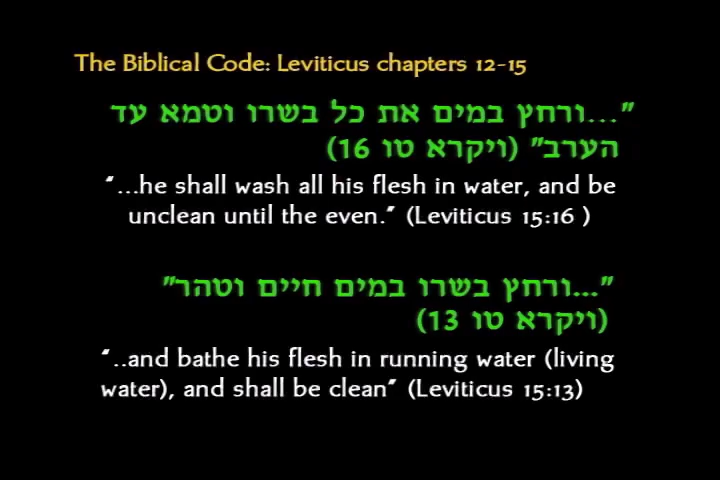 The Biblical Code: Leviticus chapters 12-15
"...ורחץ במים את כל בשרו וטמא עד
הערב" (ויקרא טו 16)
"...he shall wash all his flesh in water, and be
unclean until the even." (Leviticus 15:16 )
"...ורחץ בשרו במים חיים וטהר"
(ויקרא טו 13)
"..and bathe his flesh in running water (living
water), and shall be clean" (Leviticus 15:13)